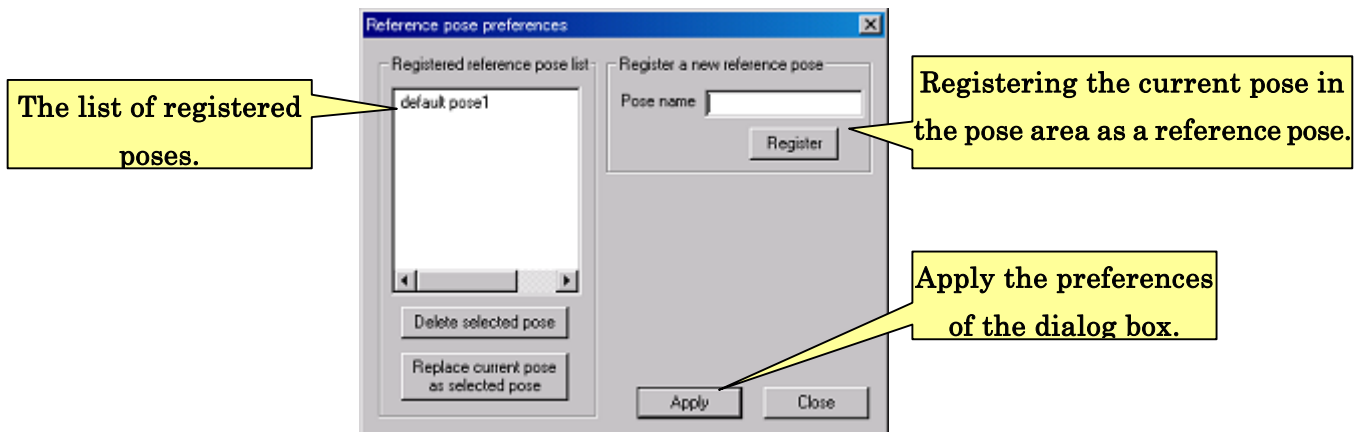 Reference pose preferences
Registered reference pose list
default pose1
Delete selected pose
Replace current pose
as selected pose
Register a new reference pose
Pose name
Register
Apply
Close
The list of registered
poses.
Registering the current pose in
the pose area as a reference pose.
Apply the preferences
of the dialog box.